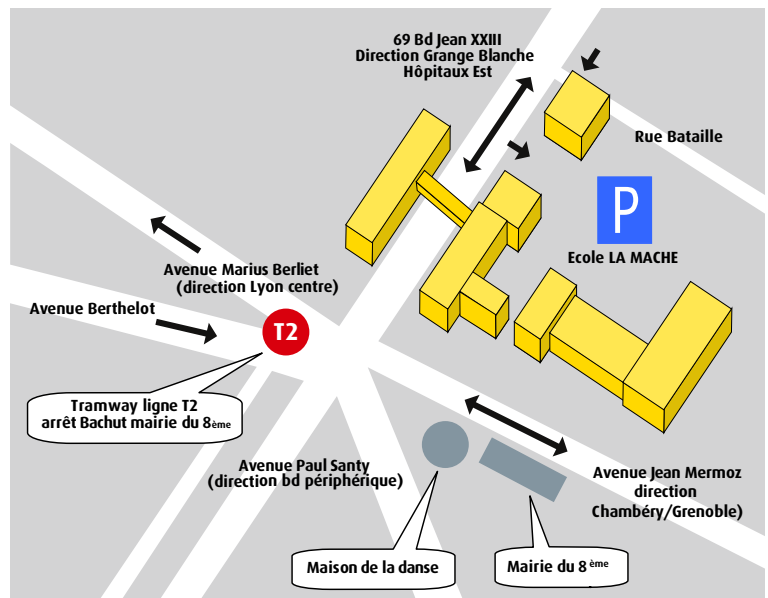 69 Bd Jean XXIII
Direction Grange Blanche
Hôpitaux Est
Rue Bataille
P
Ecole LA MACHE
Avenue Marius Berliet
(direction Lyon centre)
Avenue Berthelot
T2
Tramway ligne T2
arrêt Bachut mairie du 8ème
Avenue Paul Santy
(direction bd périphérique)
Avenue Jean Mermoz
direction
Chambéry/Grenoble)
Maison de la danse
Mairie du 8 ème